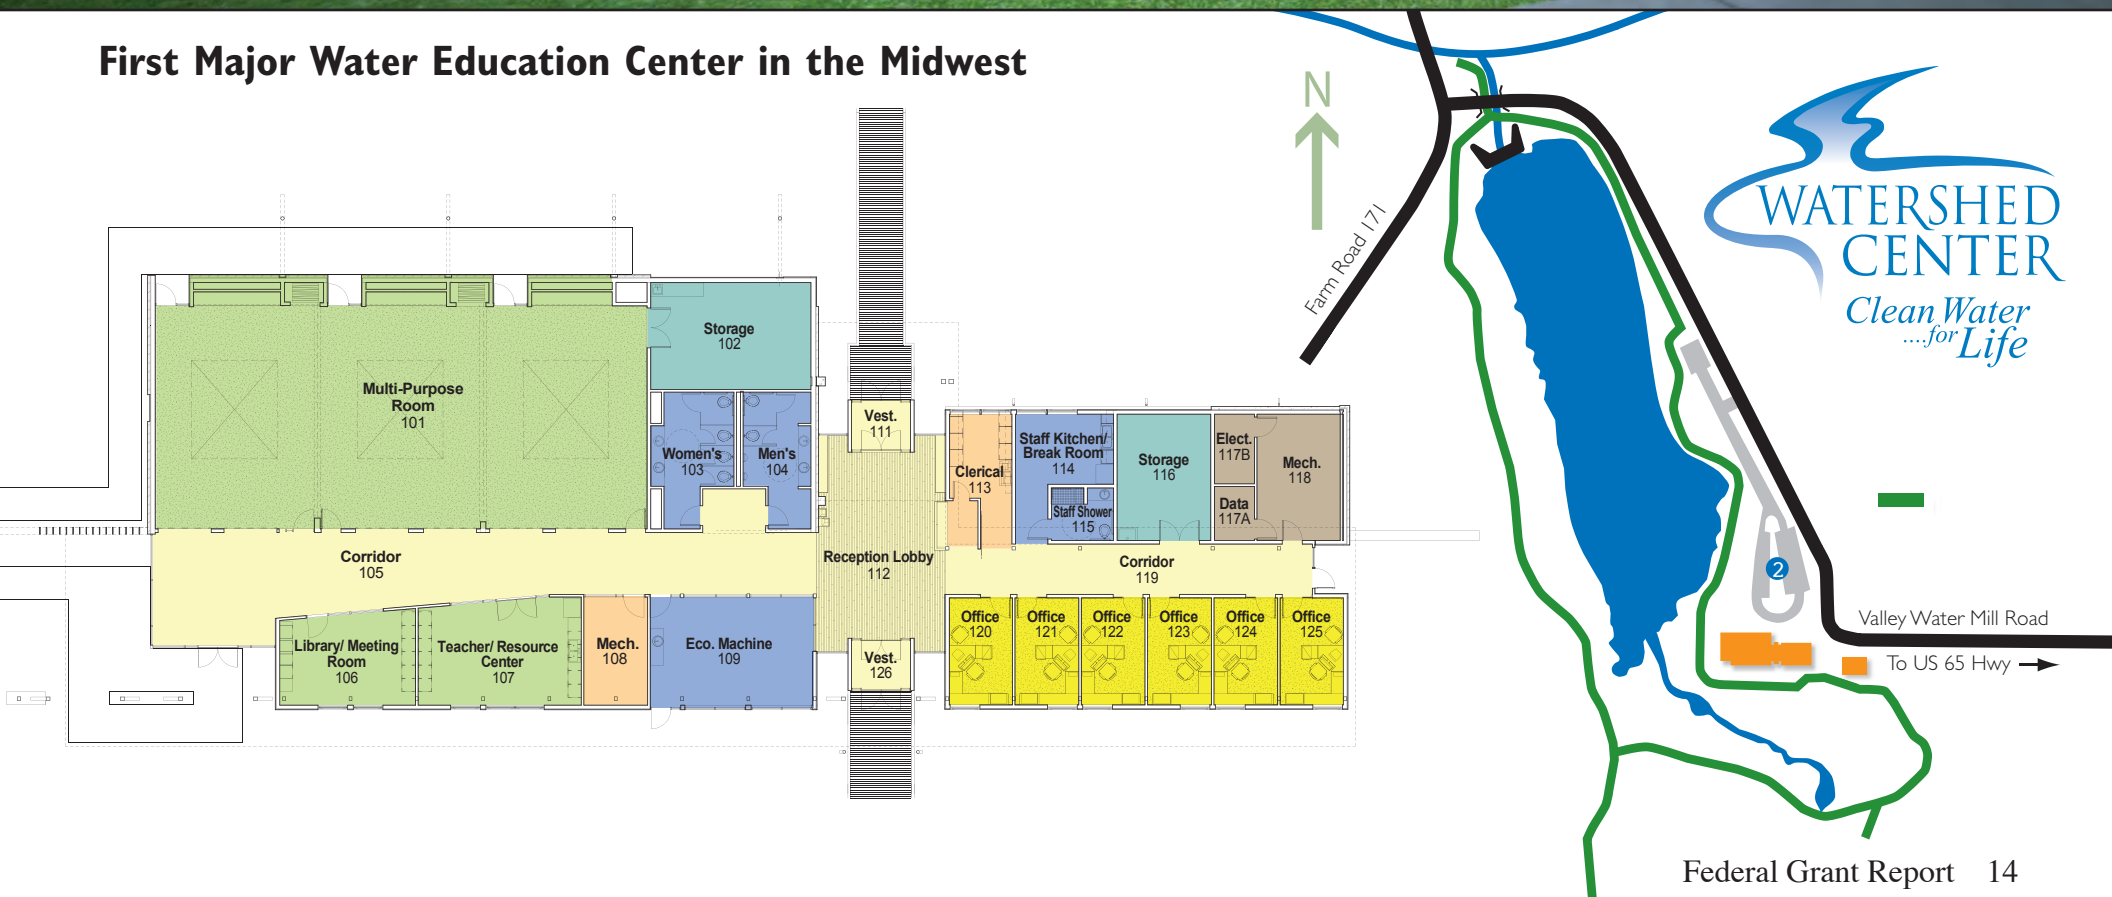 First Major Water Education Center in the Midwest
N
Farm Road 171
WATERSHED
CENTER
Clean Water
....for Life
Storage
102
Multi-Purpose
Room
101
Women's
103
Men's
104
Vest.
111
Clerical
113
Staff Kitchen/
Break Room
114
Staff Shower
115
Storage
116
Elect.
117B
Data
117A
Mech.
118
Corridor
105
Reception Lobby
112
Corridor
119
Library/ Meeting
Room
106
Teacher/ Resource
Center
107
Mech.
108
Eco. Machine
109
Vest.
126
Office
120
Office
121
Office
122
Office
123
Office
124
Office
125
2
Valley Water Mill Road
To US 65 Hwy
Federal Grant Report 14